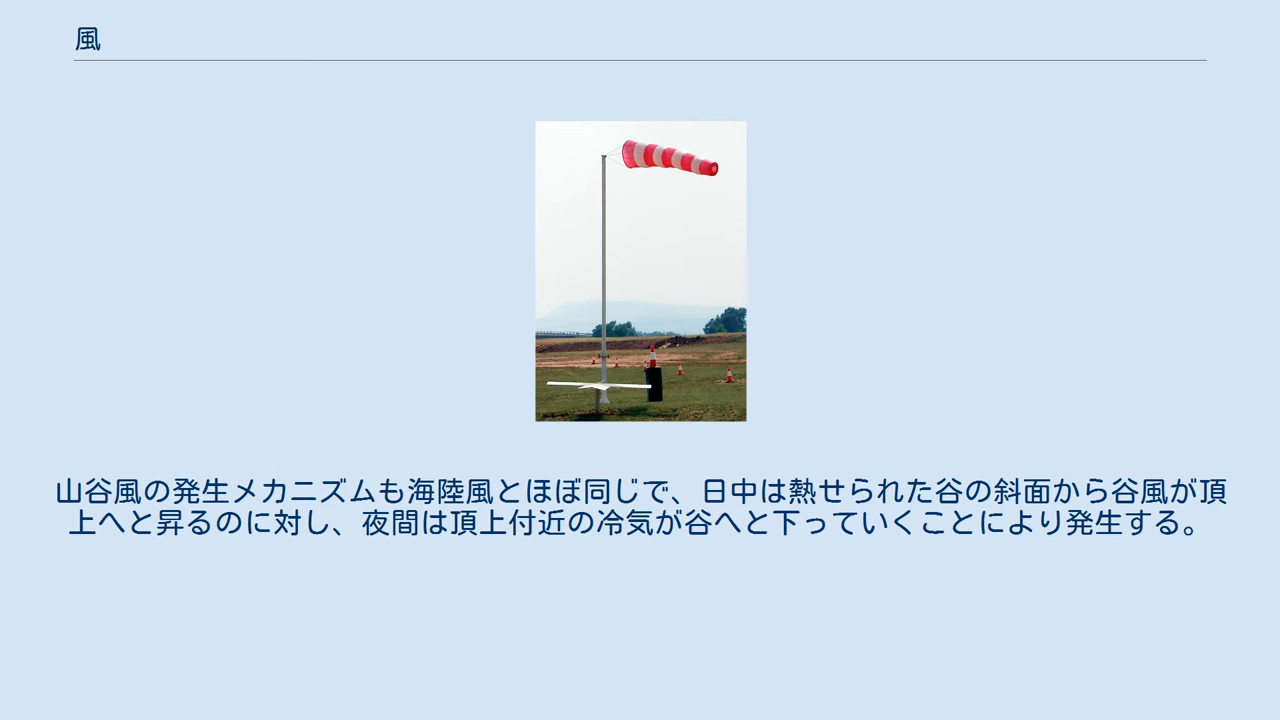 風
山谷風の発生メカニズムも海陸風とほぼ同じで、日中は熱せられた谷の斜面から谷風が頂
上へと昇るのに対し、夜間は頂上付近の冷気が谷へと下っていくことにより発生する。